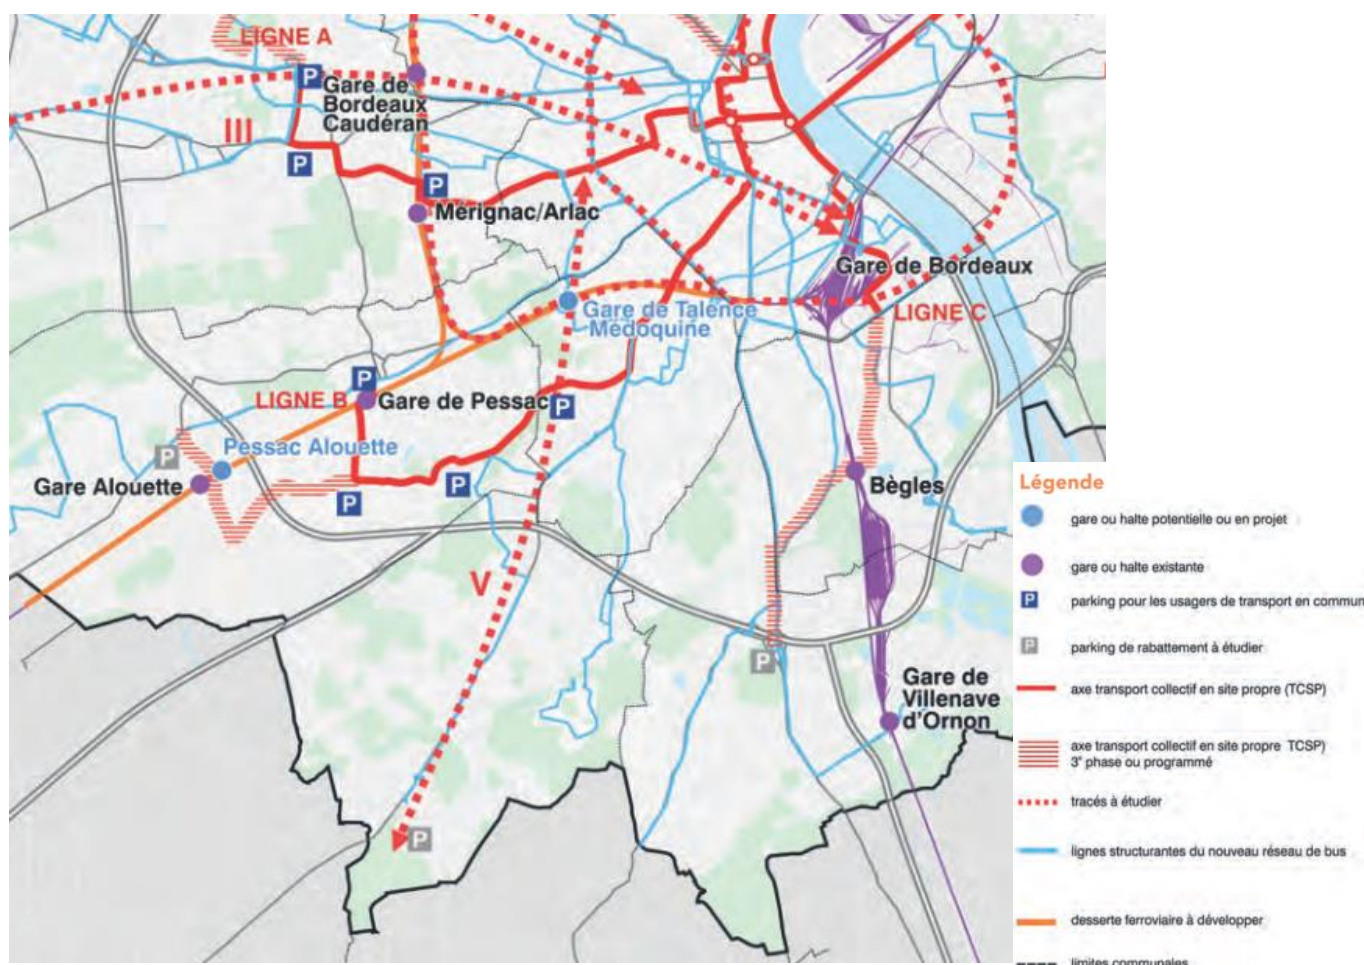 LIGNE A
P
Gare de
Bordeaux
Caudéran
III
P
P
Mérignac/Arlac
Gare de Bordeaux
Gare de Talence
Médoquine
LIGNE C
P
LIGNE B
Gare de Pessac
P
Pessac Alouette
P
Gare Alouette
P
P
Bègles
V
P
Gare de
Villenave
d'Ornon
P
Légende
gare ou halte potentielle ou en projet
gare ou halte existante
P parking pour les usagers de transport en commun
P parking de rabattement à étudier
axe transport collectif en site propre (TCSP)
axe transport collectif en site propre TCSP)
3e phase ou programmé
tracés à étudier
lignes structurantes du nouveau réseau de bus
desserte ferroviaire à développer
limites communales